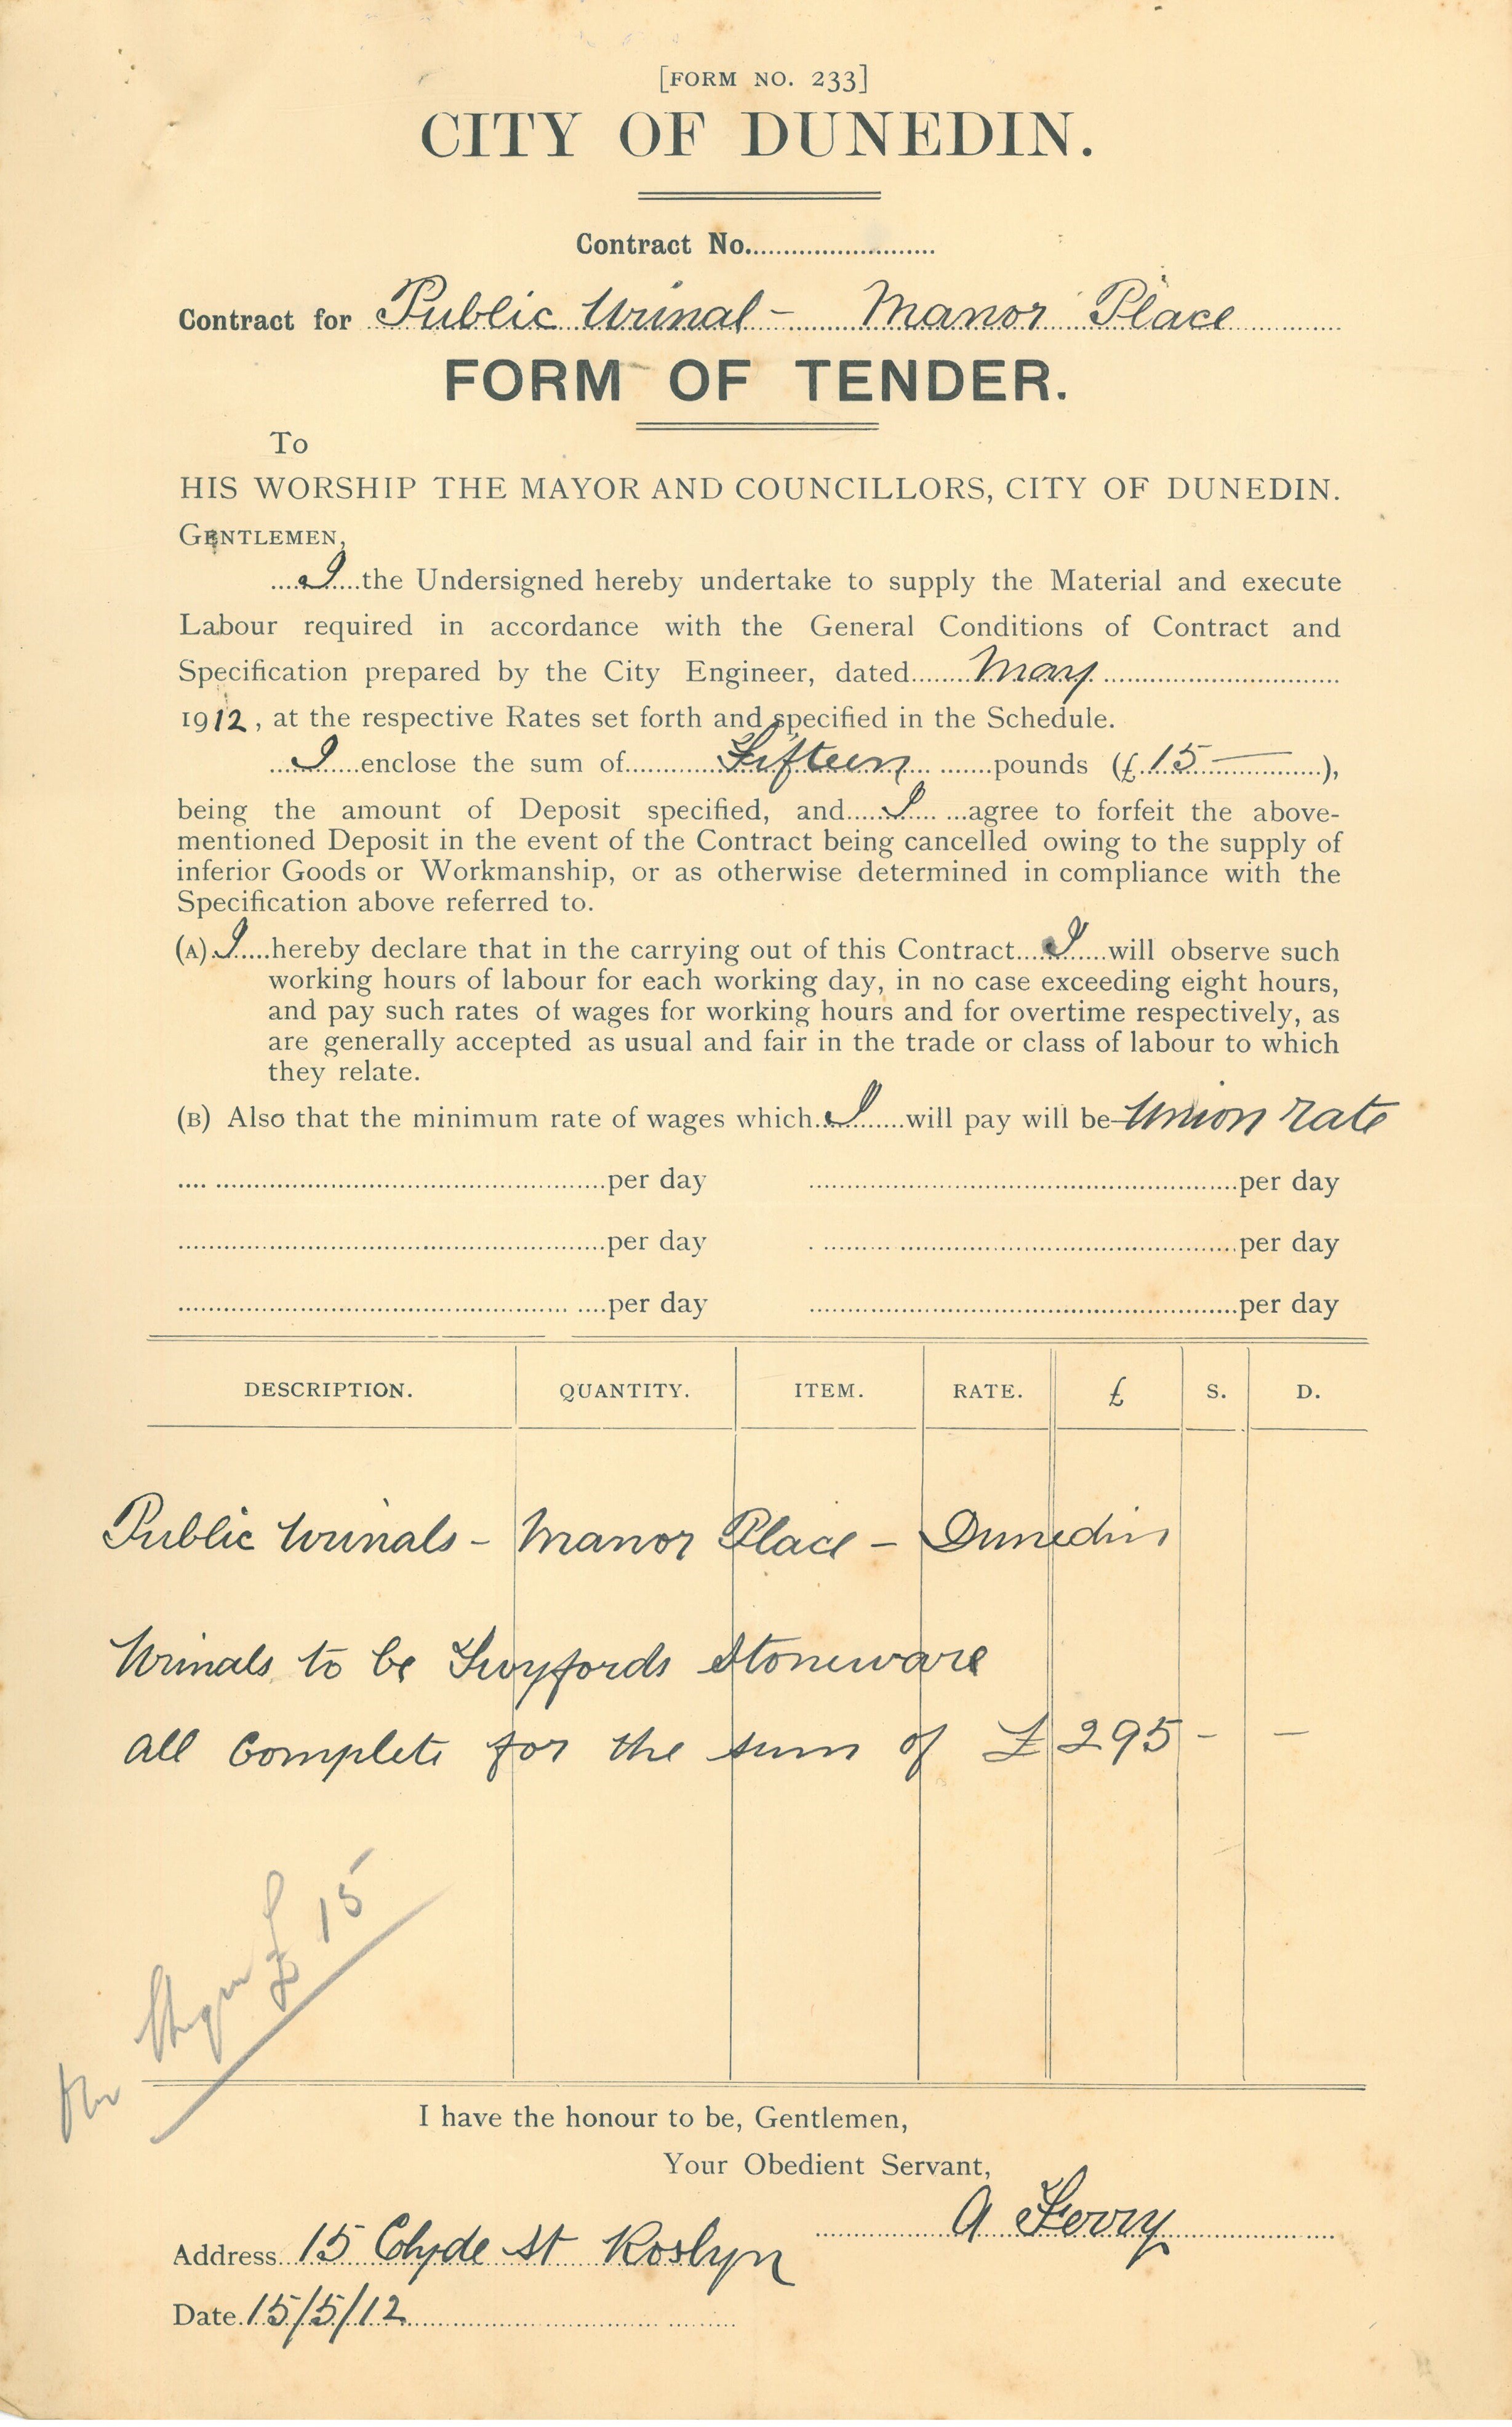 [FORM NO. 233]
CITY OF DUNEDIN.
Contract No.
Contract for Public Urinal - Manor Place
FORM OF TENDER.
To
HIS WORSHIP THE MAYOR AND COUNCILLORS, CITY OF DUNEDIN.
GENTLEMEN,
I the Undersigned hereby undertake to supply the Material and execute
Labour required in accordance with the General Conditions of Contract and
Specification prepared by the City Engineer, dated May
1912, at the respective Rates set forth and specified in the Schedule.
I enclose the sum of Fifteen pounds (£15 —),
being the amount of Deposit specified, and I agree to forfeit the above-
mentioned Deposit in the event of the Contract being cancelled owing to the supply of
inferior Goods or Workmanship, or as otherwise determined in compliance with the
Specification above referred to.
(A) I hereby declare that in the carrying out of this Contract I will observe such
working hours of labour for each working day, in no case exceeding eight hours,
and pay such rates of wages for working hours and for overtime respectively, as
are generally accepted as usual and fair in the trade or class of labour to which
they relate.
(B) Also that the minimum rate of wages which I will pay will be Union rate
per day per day
per day per day
per day per day
DESCRIPTION. QUANTITY. ITEM. RATE. £ S. D.
Public Urinals - Manor Place - Dunedin
Urinals to be Twyfords Stoneware
all Complete for the sum of £ 295 - -
£15
I have the honour to be, Gentlemen,
Your Obedient Servant,
A Ferry
Address 15 Clyde St Roslyn
Date 15/5/12